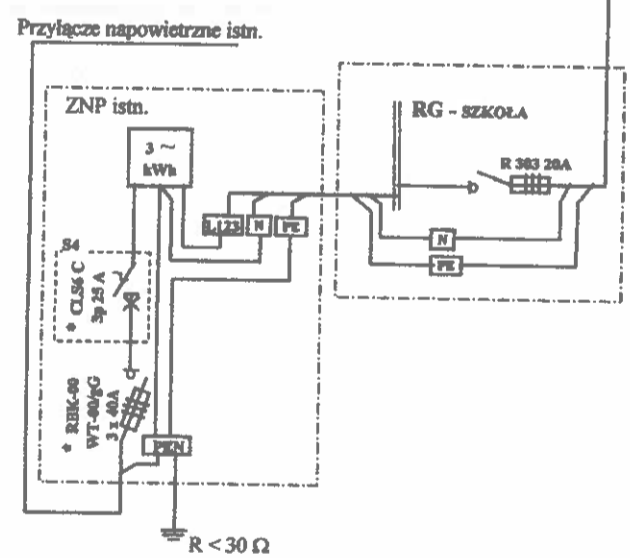 Przyłącze napowietrzne istn.
ZNP istn.
3 ~
kWh
RG - SZKOŁA
R 303 20A
L123
N
PE
N
PE
S4
* CLS6 C
3p 25 A
* RBK-00
WT-00/gG
3 x 40A
PEN
R < 30 Ω